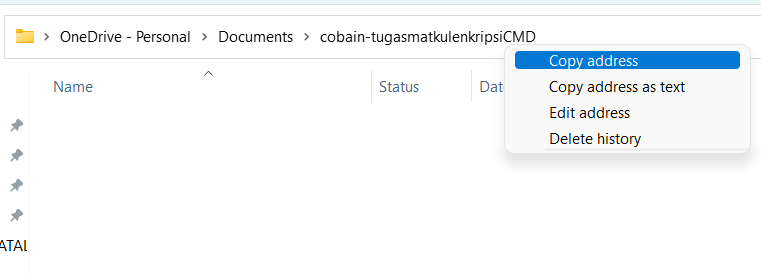 OneDrive - Personal > Documents > cobain-tugasmatkulenkripsiCMD
Copy address
Name Status Dat
Copy address as text
Edit address
Delete history
ATAL